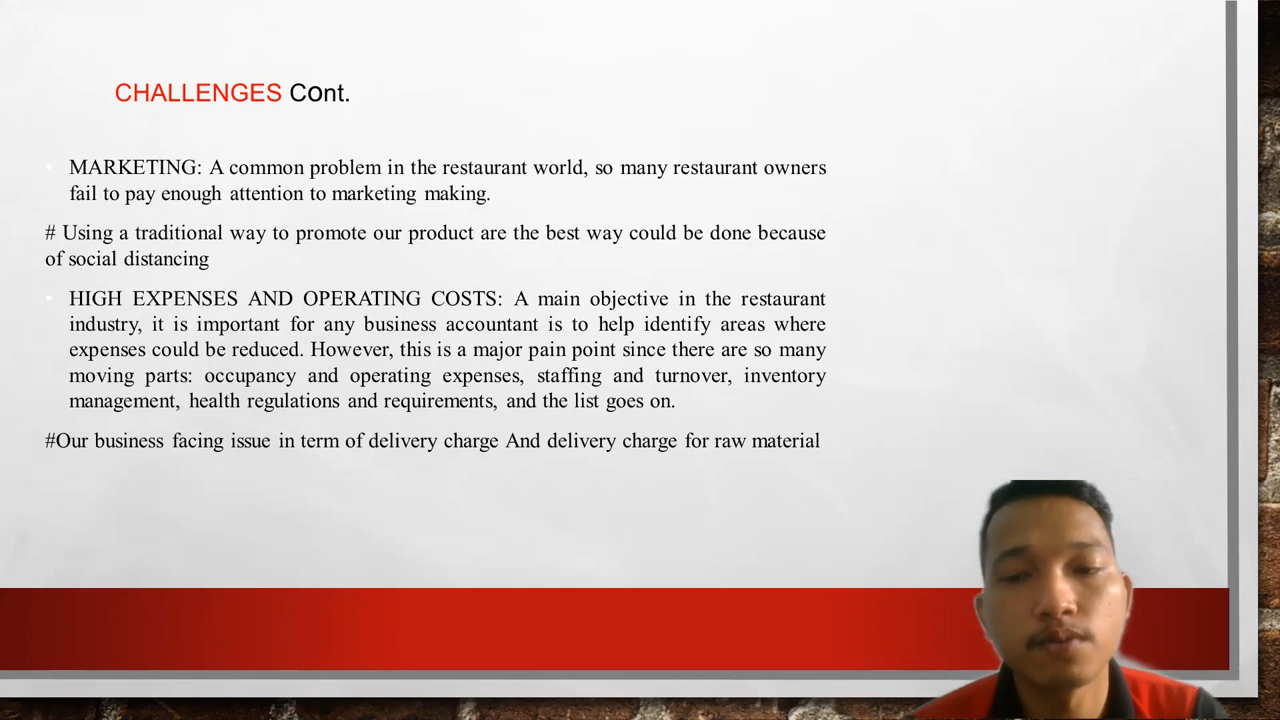 CHALLENGES Cont.
MARKETING: A common problem in the restaurant world, so many restaurant owners
fail to pay enough attention to marketing making.
# Using a traditional way to promote our product are the best way could be done because
of social distancing
HIGH EXPENSES AND OPERATING COSTS: A main objective in the restaurant
industry, it is important for any business accountant is to help identify areas where
expenses could be reduced. However, this is a major pain point since there are so many
moving parts: occupancy and operating expenses, staffing and turnover, inventory
management, health regulations and requirements, and the list goes on.
#Our business facing issue in term of delivery charge And delivery charge for raw material